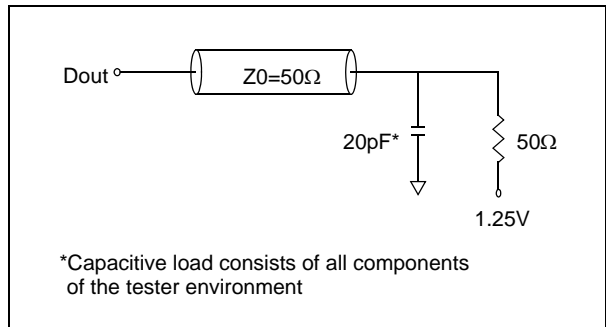 Dout
Z0=50Ω
20pF*
50Ω
1.25V
*Capacitive load consists of all components
of the tester environment